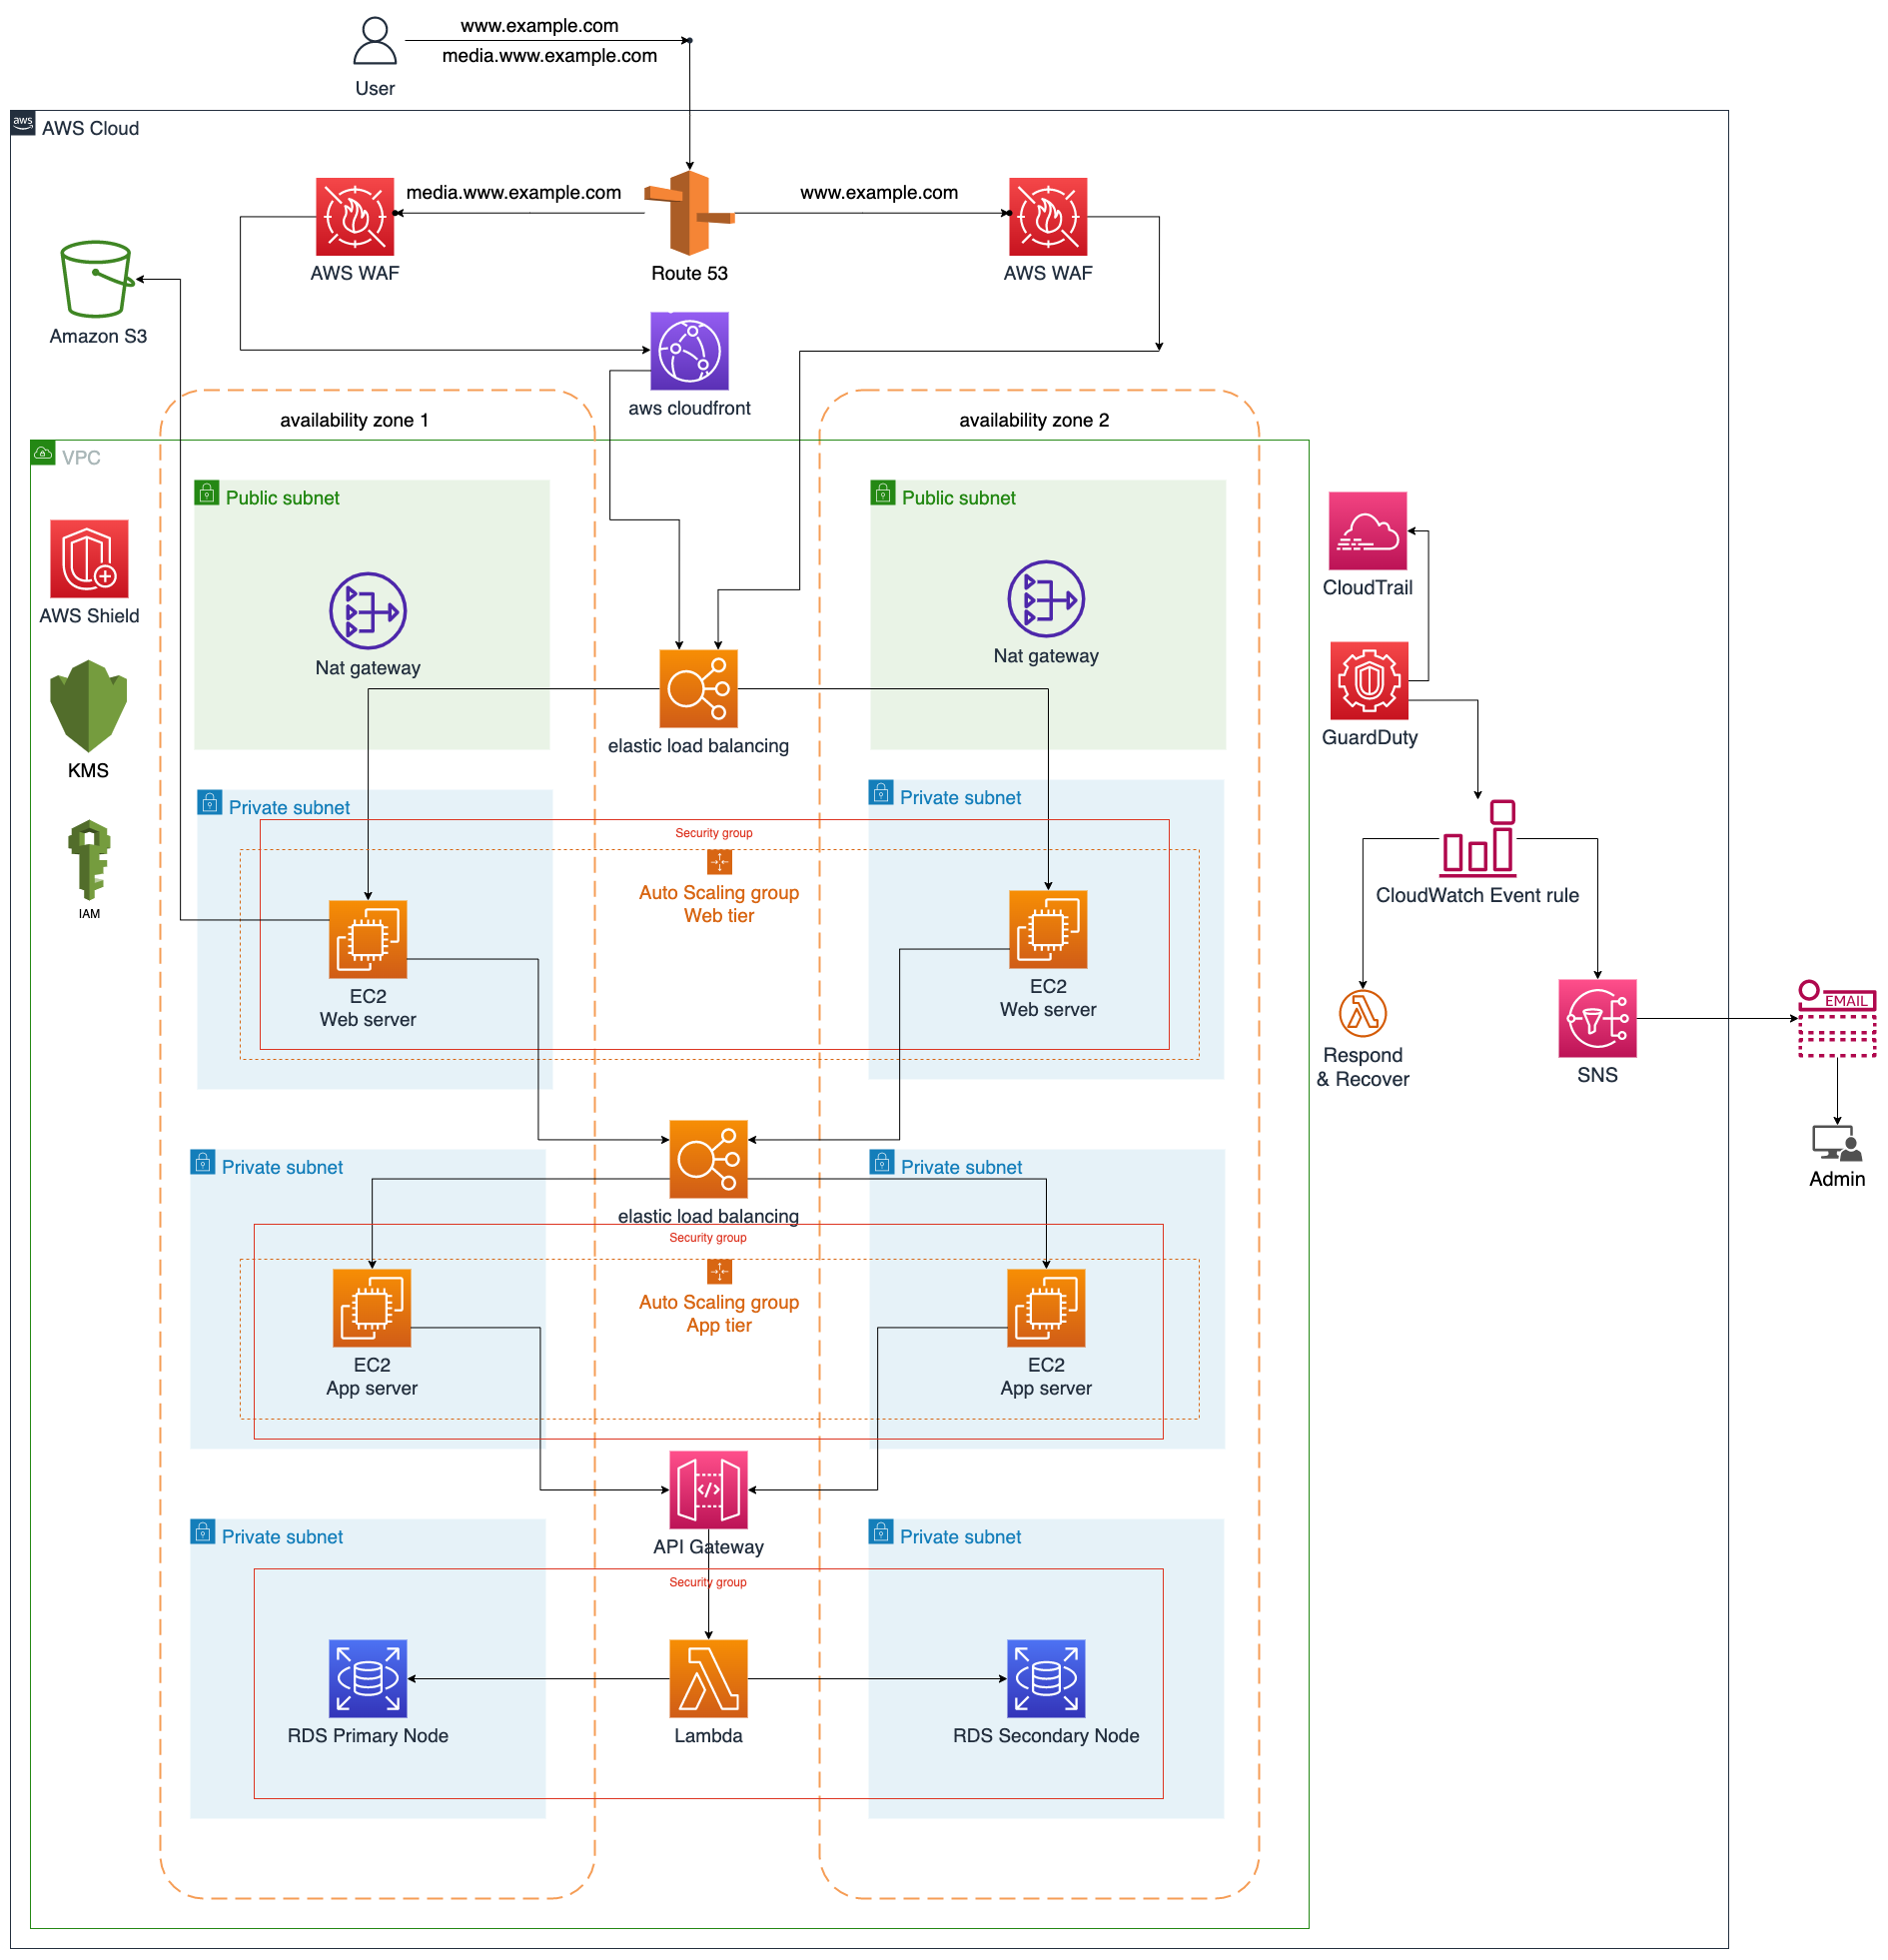 www.example.com
media.www.example.com
User
aws
AWS Cloud
media.www.example.com
www.example.com
AWS WAF
Route 53
AWS WAF
Amazon S3
aws cloudfront
availability zone 1
availability zone 2
VPC
Public subnet
Public subnet
AWS Shield
CloudTrail
Nat gateway
Nat gateway
elastic load balancing
GuardDuty
KMS
Private subnet
Private subnet
Security group
Auto Scaling group
Web tier
IAM
CloudWatch Event rule
EC2
Web server
EC2
Web server
EMAIL
Respond
& Recover
SNS
Private subnet
Private subnet
Admin
elastic load balancing
Security group
Auto Scaling group
App tier
EC2
App server
EC2
App server
</>
API Gateway
Private subnet
Private subnet
Security group
RDS Primary Node
Lambda
RDS Secondary Node